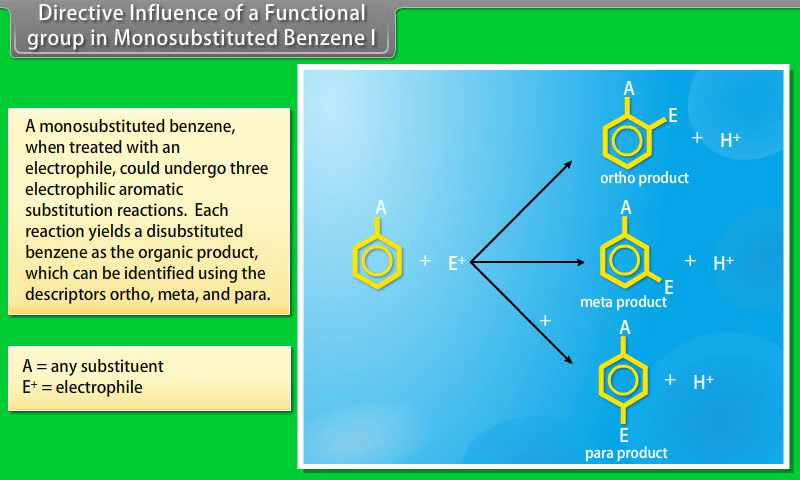 Directive Influence of a Functional
group in Monosubstituted Benzene I
A monosubstituted benzene,
when treated with an
electrophile, could undergo three
electrophilic aromatic
substitution reactions. Each
reaction yields a disubstituted
benzene as the organic product,
which can be identified using the
descriptors ortho, meta, and para.
A = any substituent
E⁺ = electrophile
A
+ E⁺
A
E
+ H⁺
ortho product
A
E
+ H⁺
meta product
+
A
E
+ H⁺
para product